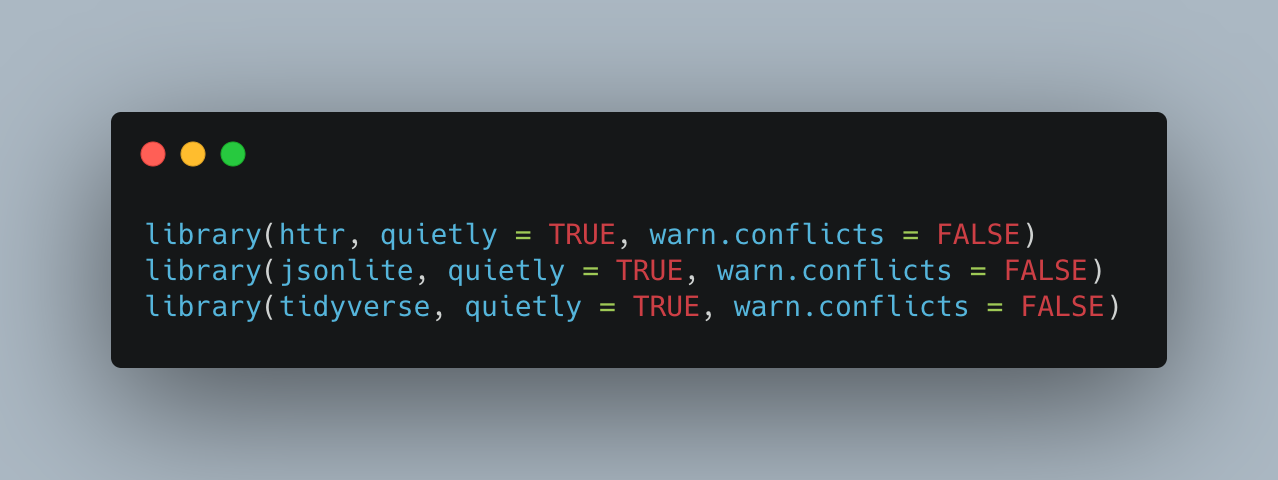 library(httr, quietly = TRUE, warn.conflicts = FALSE)
library(jsonlite, quietly = TRUE, warn.conflicts = FALSE)
library(tidyverse, quietly = TRUE, warn.conflicts = FALSE)